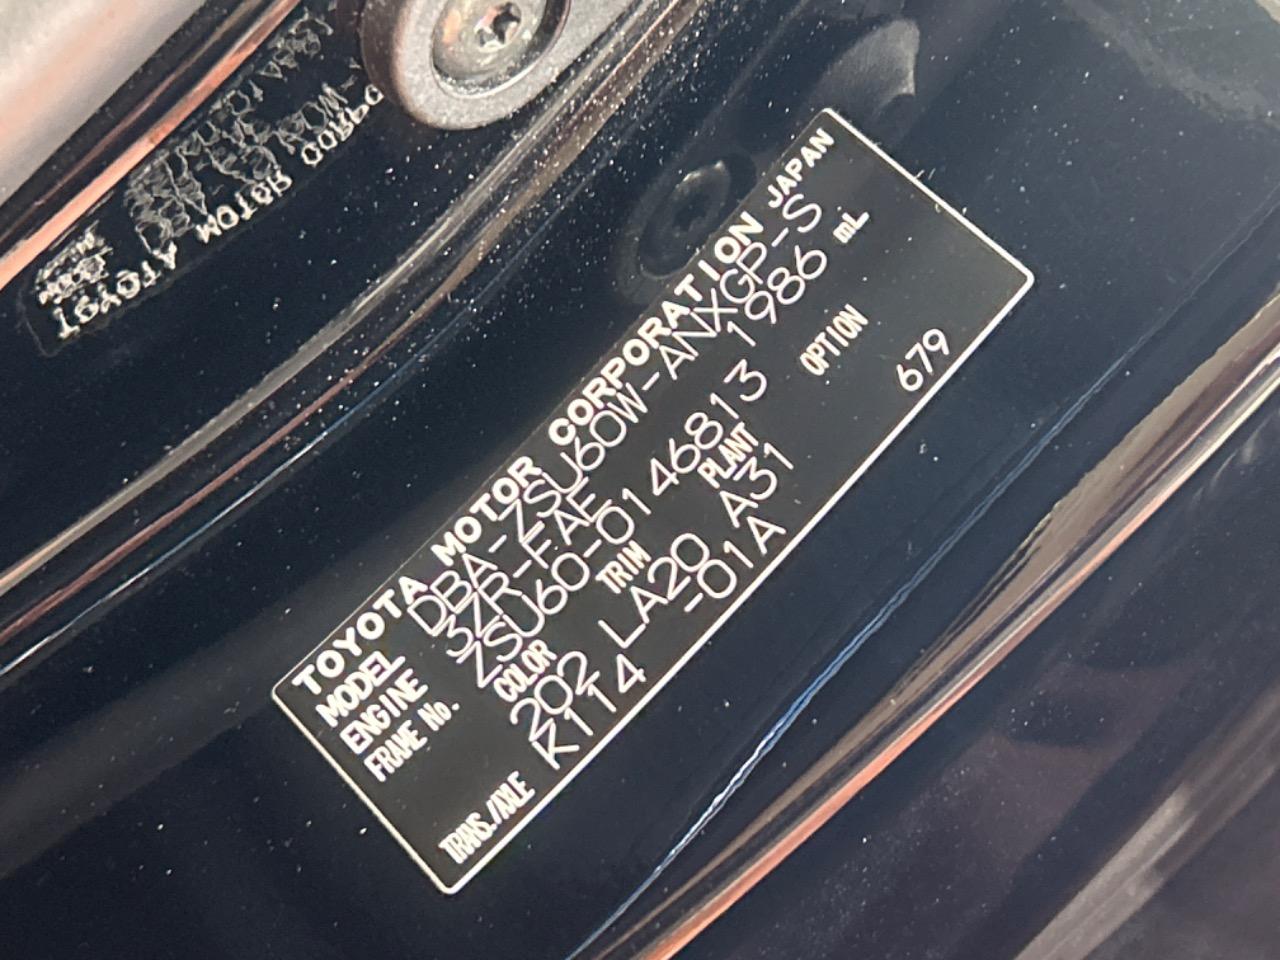 TOYOTA MOTOR CORPORATION JAPAN
MODEL DBA-ZSU60W-ANXGP-S
ENGINE 3ZR-FAE 1986 mL
FRAME No. ZSU60-0146813
COLOR TRIM PLANT OPTION
202 LA20 A31 679
TRANS./AXLE K114 -01A